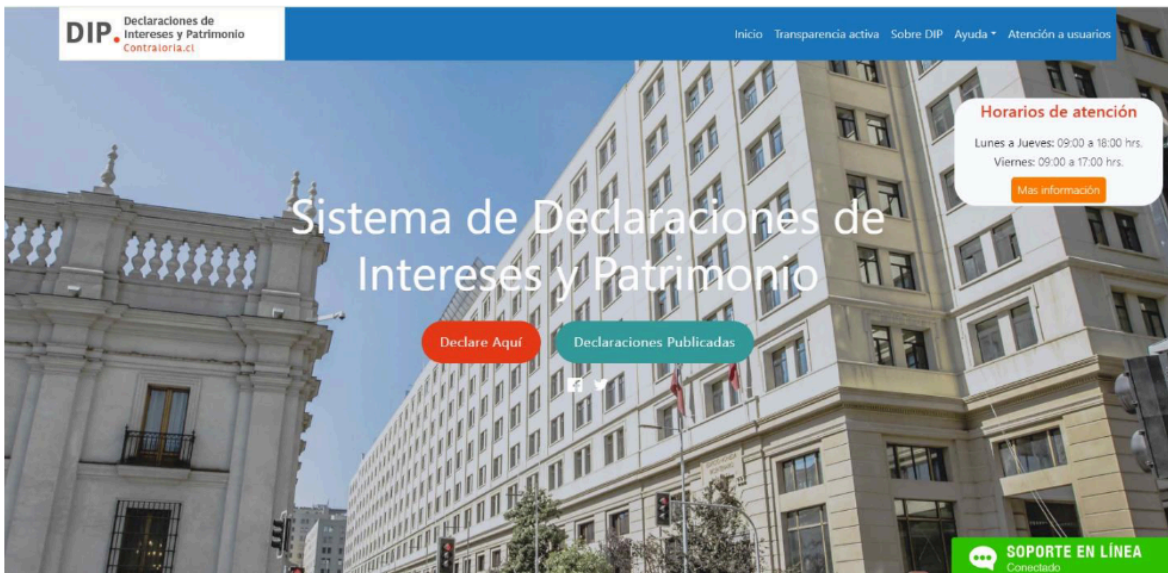 DIP.
Declaraciones de
Intereses y Patrimonio
Contraloria.cl
Inicio Transparencia activa Sobre DIP Ayuda Atención a usuarios
Horarios de atención
Lunes a Jueves: 09:00 a 18:00 hrs.
Viernes: 09:00 a 17:00 hrs.
Mas información
Sistema de Declaraciones de
Intereses y Patrimonio
Declare Aquí Declaraciones Publicadas
SOPORTE EN LÍNEA
Conectado